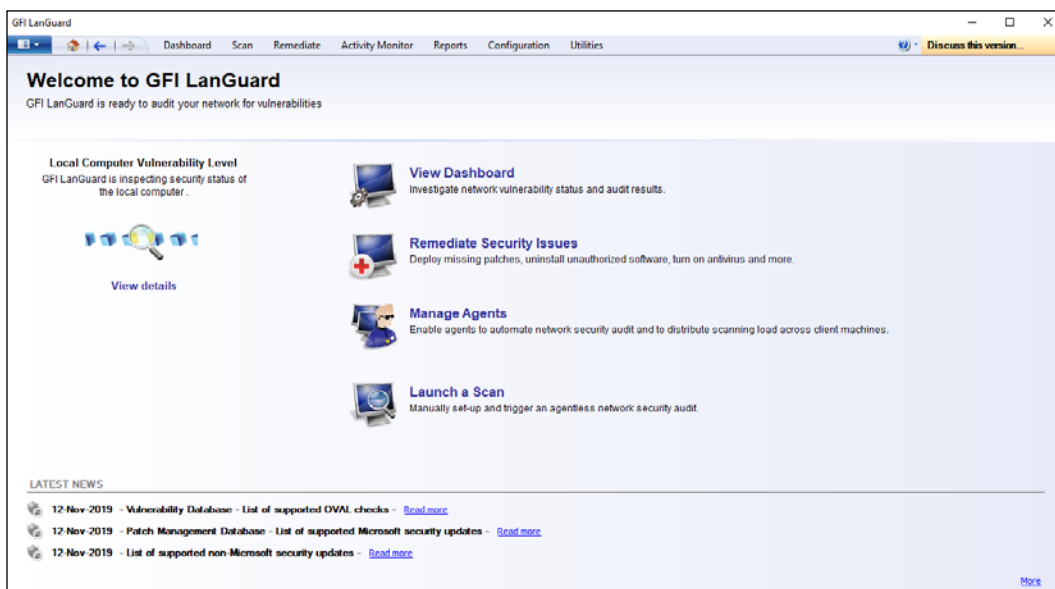 GFI LanGuard
Dashboard Scan Remediate Activity Monitor Reports Configuration Utilities Discuss this version...
Welcome to GFI LanGuard
GFI LanGuard is ready to audit your network for vulnerabilities
Local Computer Vulnerability Level
GFI LanGuard is inspecting security status of
the local computer .
View details
View Dashboard
Investigate network vulnerability status and audit results.
Remediate Security Issues
Deploy missing patches, uninstall unauthorized software, turn on antivirus and more.
Manage Agents
Enable agents to automate network security audit and to distribute scanning load across client machines.
Launch a Scan
Manually set-up and trigger an agentless network security audit.
LATEST NEWS
12-Nov-2019 - Vulnerability Database - List of supported OVAL checks - Read more
12-Nov-2019 - Patch Management Database - List of supported Microsoft security updates - Read more
12-Nov-2019 - List of supported non-Microsoft security updates - Read more
More